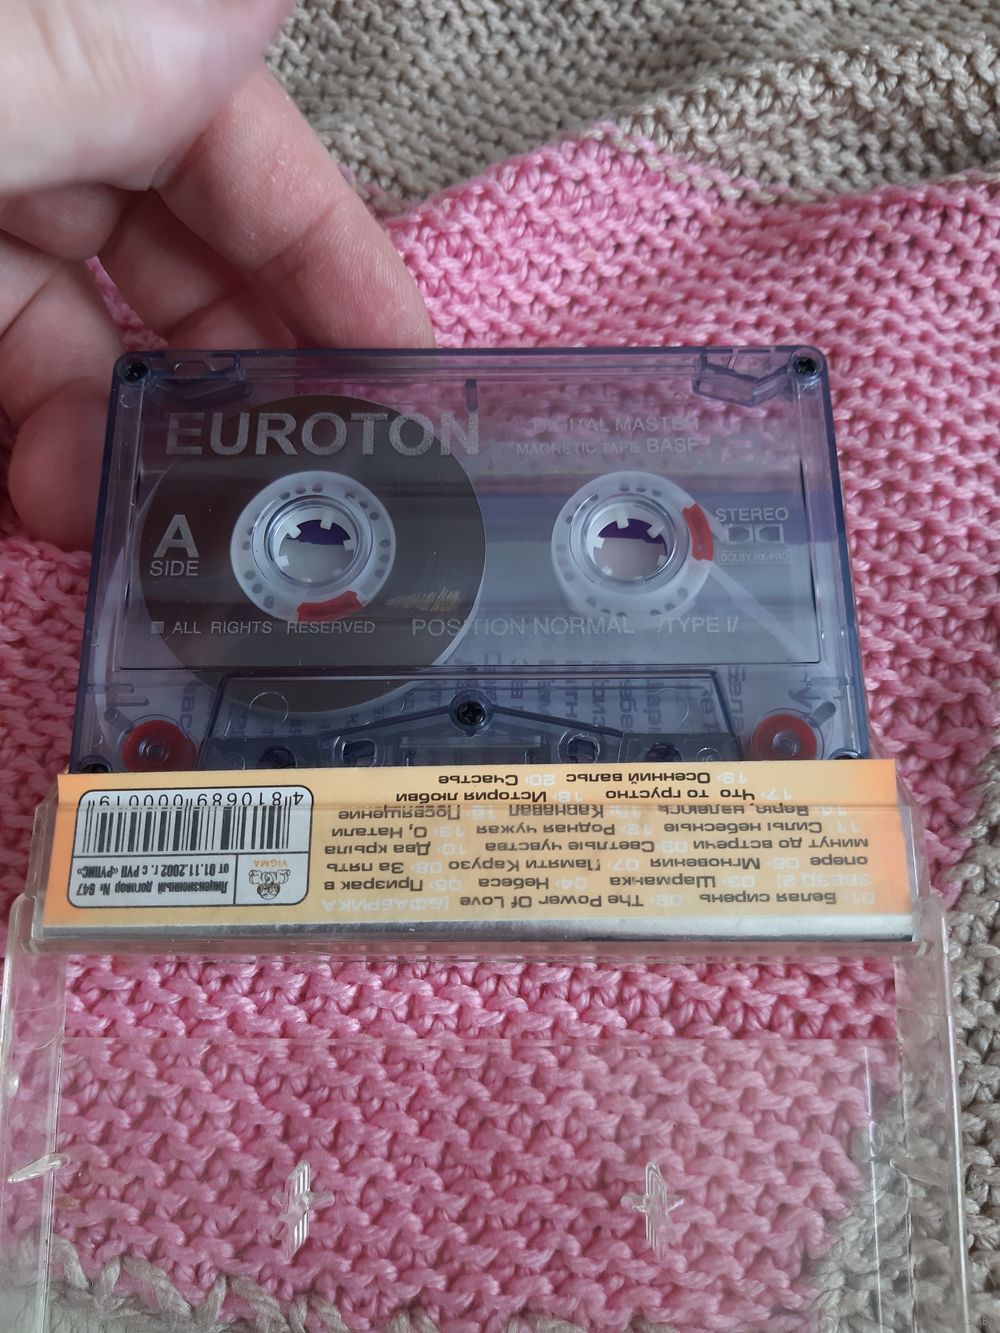 EUROTON
DIGITAL MASTER
MAGNETIC TAPE BASF
A
SIDE
STEREO
DOLBY HX-PRO
ALL RIGHTS RESERVED
POSITION NORMAL /TYPE I/
01 Белая сирень 02 The Power Of Love (6 ФАБРИКА
ЗВЕЗД 2) 03 Шарманка 04 Небеса 05 Призрак в
опере 06 Мгновения 07 Памяти Карузо 08 За пять
минут до встречи 09 Светлые чувства 10 Два крыла
11 Силы небесные 12 Родная чужая 13 О, Натали
14 Верю, надеюсь 15 Карнавал 16 Посвящение
17 Что то грустно 18 История любви
19 Осенний вальс 20 Счастье
VIGMA
Лицензионный договор № 947
от 01.11.2002 г. с РУП «РУПИС»
4 810689 000019